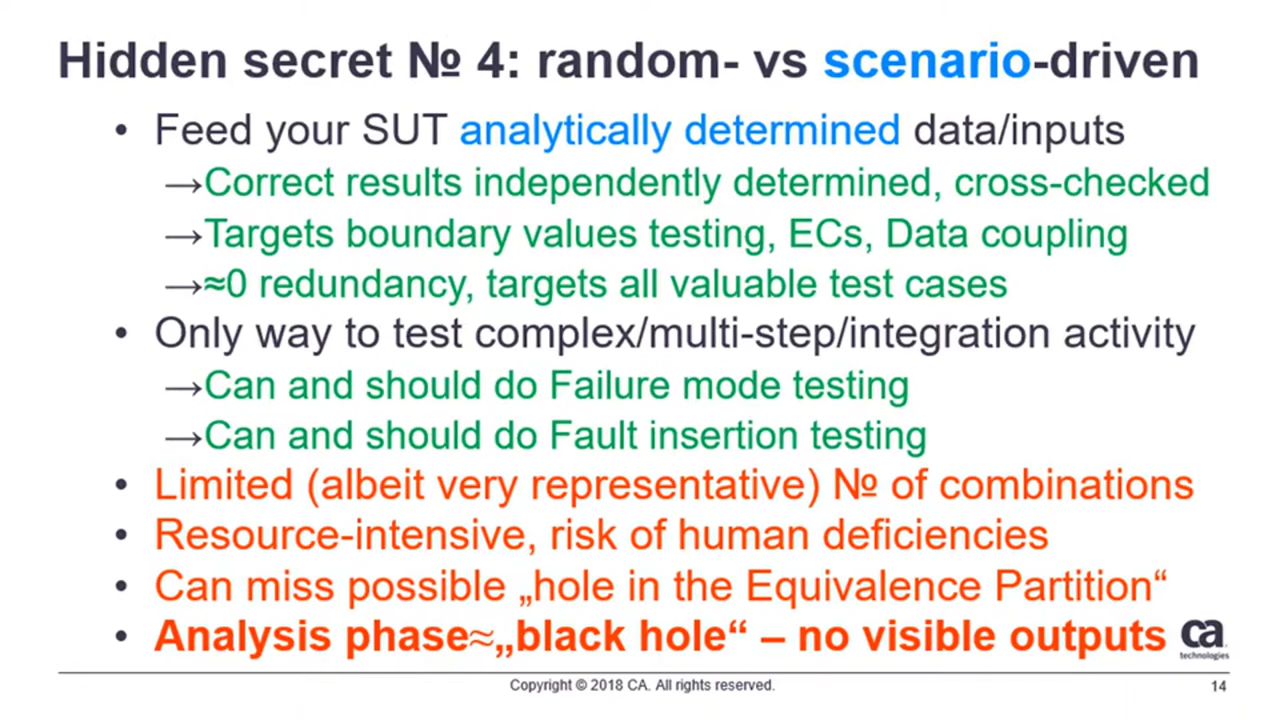 Hidden secret № 4: random- vs scenario-driven
• Feed your SUT analytically determined data/inputs
→Correct results independently determined, cross-checked
→Targets boundary values testing, ECs, Data coupling
→≈0 redundancy, targets all valuable test cases
• Only way to test complex/multi-step/integration activity
→Can and should do Failure mode testing
→Can and should do Fault insertion testing
• Limited (albeit very representative) № of combinations
• Resource-intensive, risk of human deficiencies
• Can miss possible „hole in the Equivalence Partition“
• Analysis phase≈„black hole“ – no visible outputs
ca
technologies
Copyright © 2018 CA. All rights reserved.
14